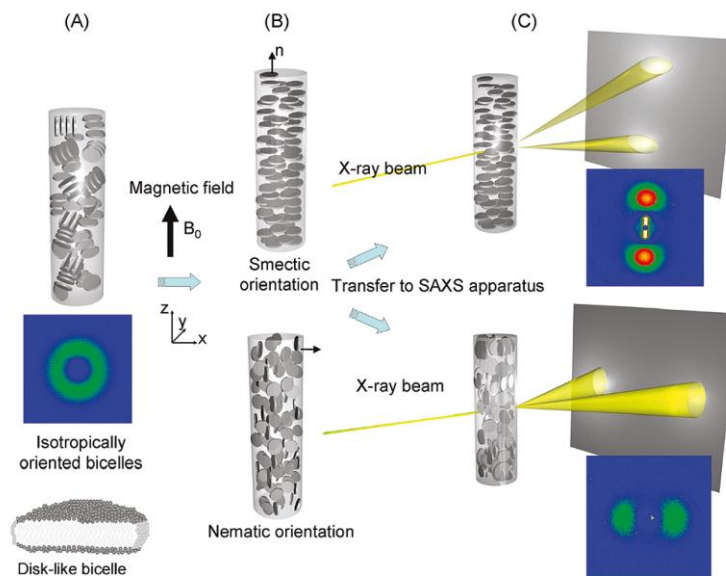 (A)
(B)
(C)
n
Magnetic field
B₀
X-ray beam
Smectic
orientation
Transfer to SAXS apparatus
z
y
x
X-ray beam
Isotropically
oriented bicelles
Nematic orientation
Disk-like bicelle